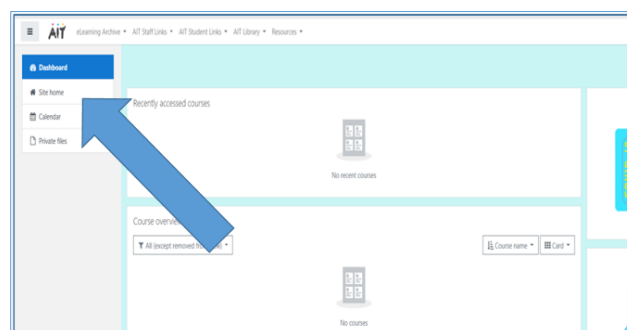 AIT eLearning Archive AIT Staff Links AIT Student Links AIT Library Resources
Dashboard
Site home
Calendar
Private files
Recently accessed courses
No recent courses
Course overview
All (except removed from
Course name
Card
No courses